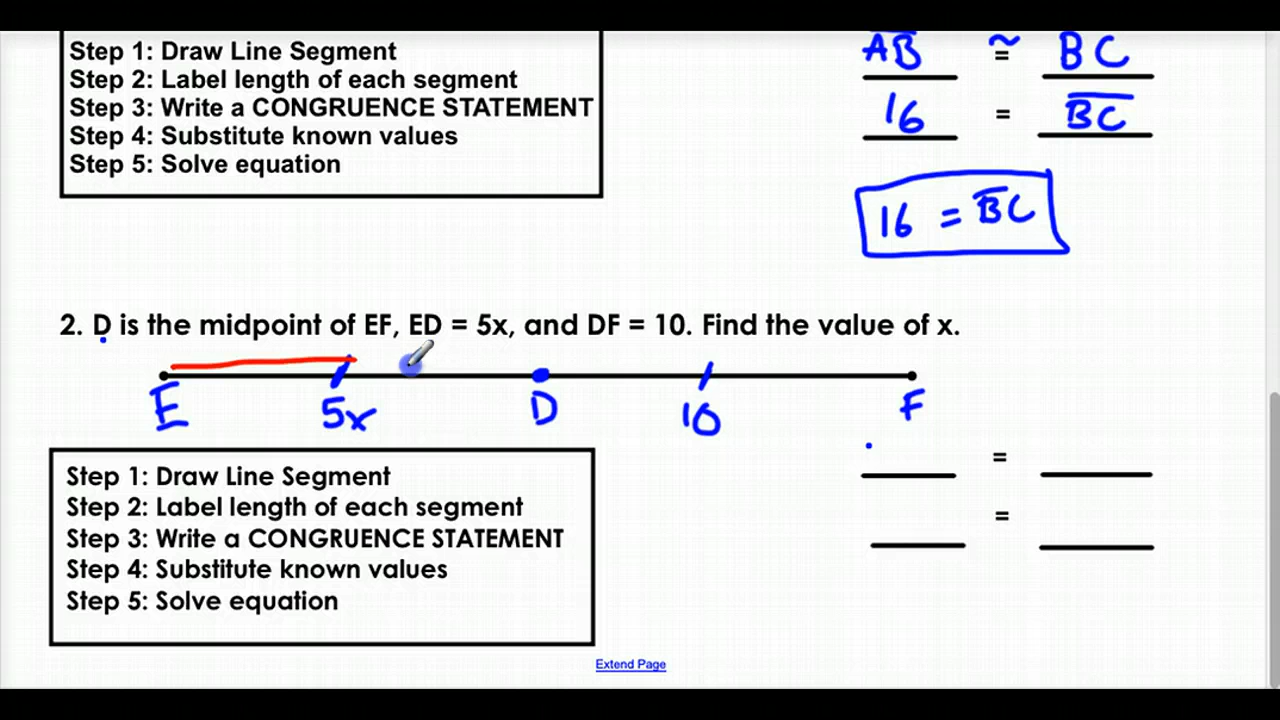 Step 1: Draw Line Segment
Step 2: Label length of each segment
Step 3: Write a CONGRUENCE STATEMENT
Step 4: Substitute known values
Step 5: Solve equation
AB ≅ BC
16 = BC
16 = BC
2. D is the midpoint of EF, ED = 5x, and DF = 10. Find the value of x.
E 5x D 10 F
Step 1: Draw Line Segment
Step 2: Label length of each segment
Step 3: Write a CONGRUENCE STATEMENT
Step 4: Substitute known values
Step 5: Solve equation
=
=
Extend Page